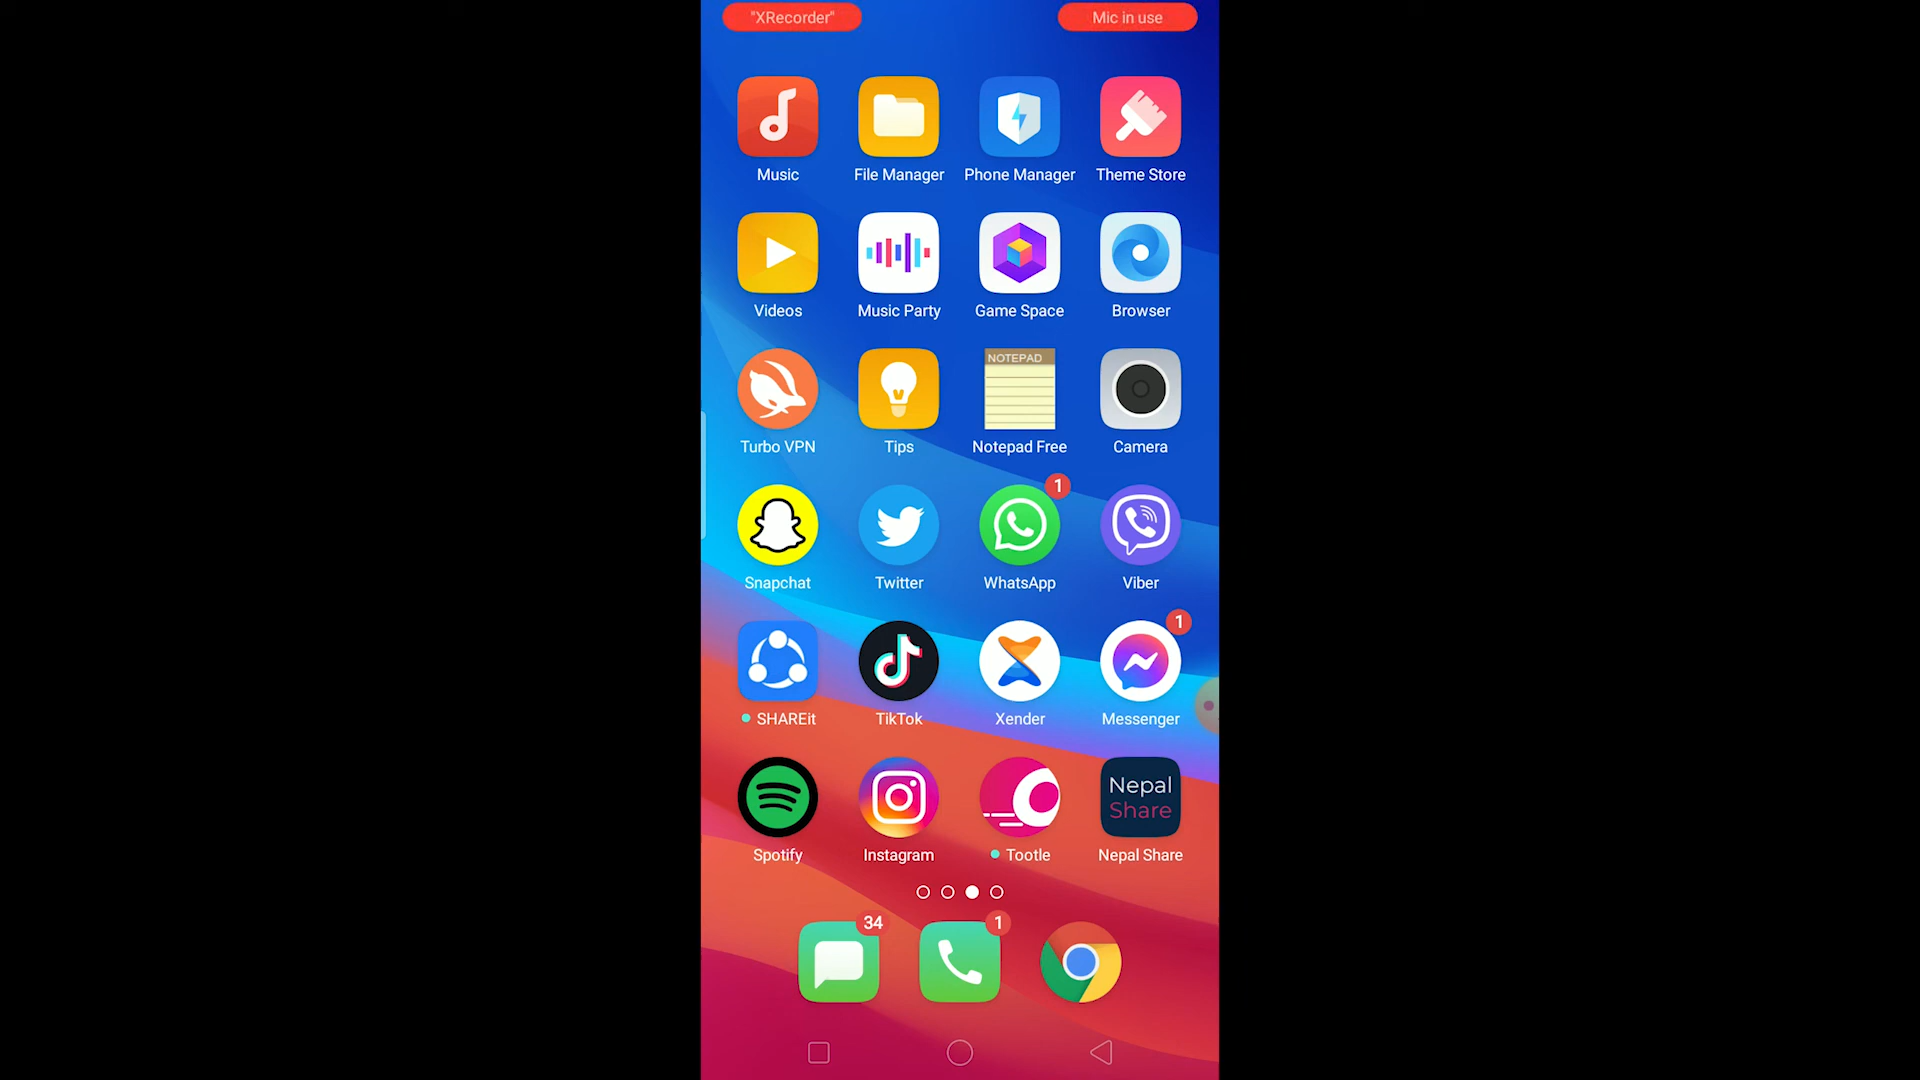 "XRecorder" Mic in use
Music File Manager Phone Manager Theme Store
Videos Music Party Game Space Browser
NOTEPAD
Turbo VPN Tips Notepad Free Camera
1
Snapchat Twitter WhatsApp Viber
1
SHAREit TikTok Xender Messenger
Nepal
Share
Spotify Instagram Tootle Nepal Share
34 1